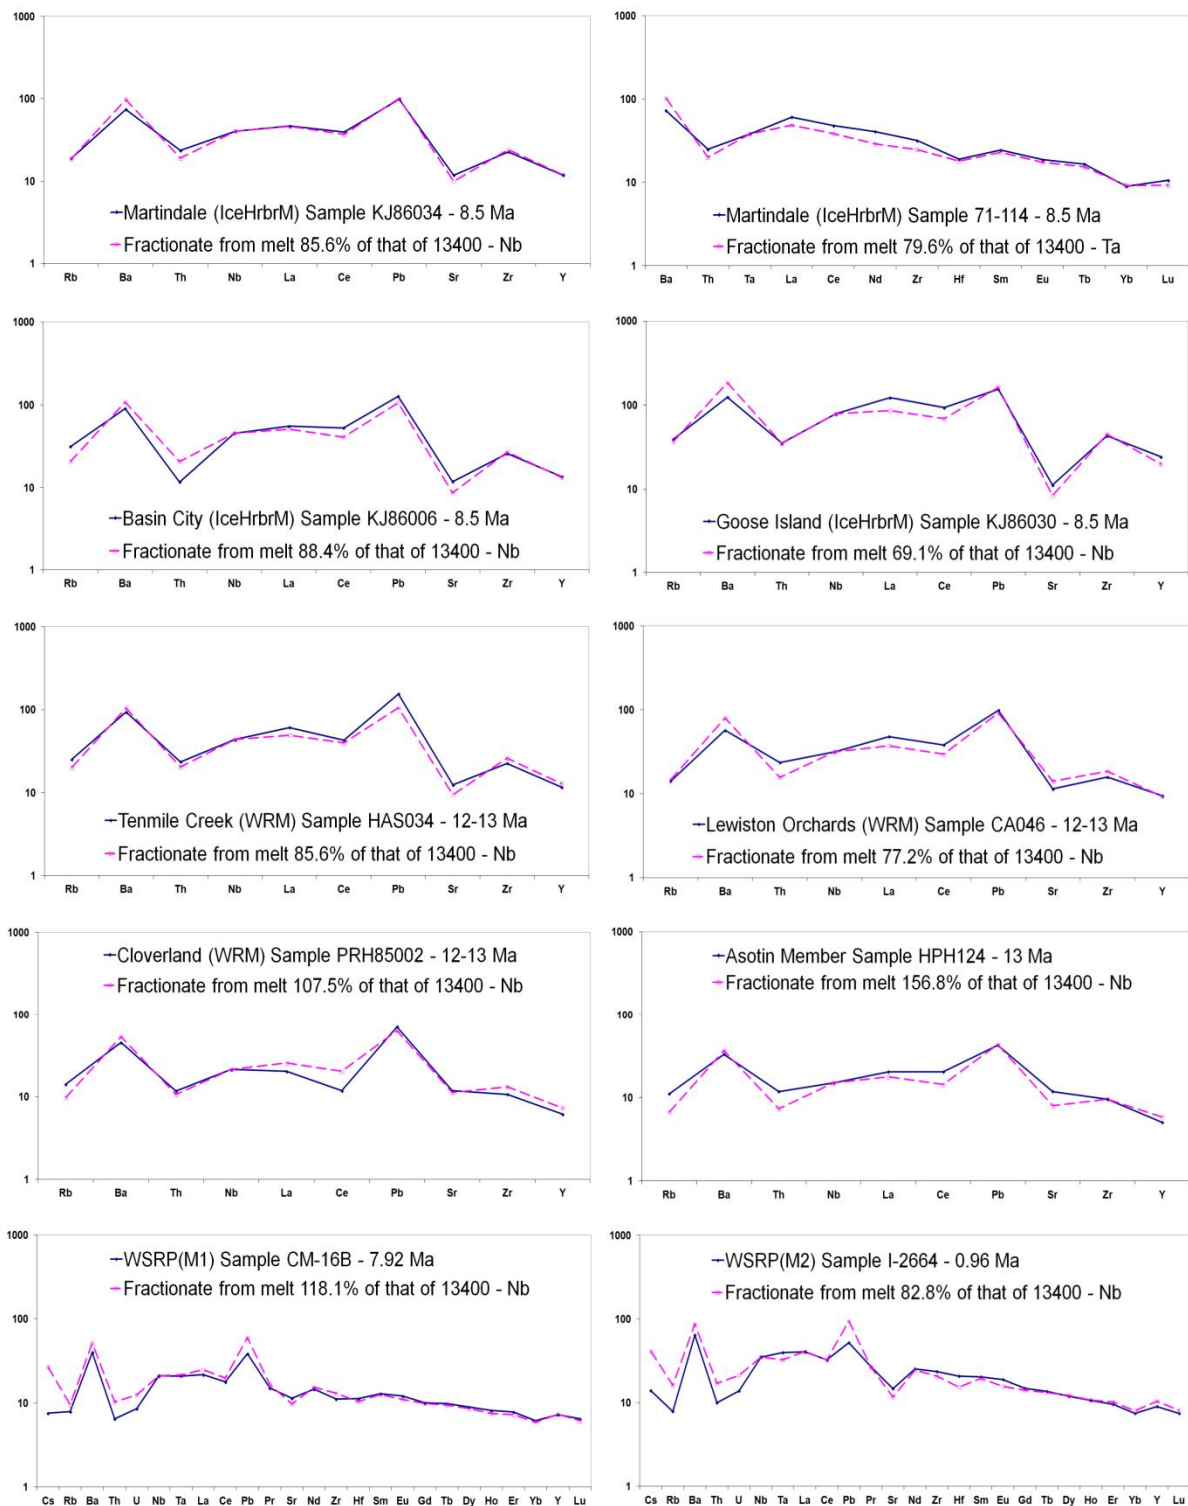 1000
100
10
1
Martindale (IceHrbrM) Sample KJ86034 - 8.5 Ma
Fractionate from melt 85.6% of that of 13400 - Nb
Rb Ba Th Nb La Ce Pb Sr Zr Y
1000
100
10
1
Martindale (IceHrbrM) Sample 71-114 - 8.5 Ma
Fractionate from melt 79.6% of that of 13400 - Ta
Ba Th Ta La Ce Nd Zr Hf Sm Eu Tb Yb Lu
1000
100
10
1
Basin City (IceHrbrM) Sample KJ86006 - 8.5 Ma
Fractionate from melt 88.4% of that of 13400 - Nb
Rb Ba Th Nb La Ce Pb Sr Zr Y
1000
100
10
1
Goose Island (IceHrbrM) Sample KJ86030 - 8.5 Ma
Fractionate from melt 69.1% of that of 13400 - Nb
Rb Ba Th Nb La Ce Pb Sr Zr Y
1000
100
10
1
Tenmile Creek (WRM) Sample HAS034 - 12-13 Ma
Fractionate from melt 85.6% of that of 13400 - Nb
Rb Ba Th Nb La Ce Pb Sr Zr Y
1000
100
10
1
Lewiston Orchards (WRM) Sample CA046 - 12-13 Ma
Fractionate from melt 77.2% of that of 13400 - Nb
Rb Ba Th Nb La Ce Pb Sr Zr Y
1000
100
10
1
Cloverland (WRM) Sample PRH85002 - 12-13 Ma
Fractionate from melt 107.5% of that of 13400 - Nb
Rb Ba Th Nb La Ce Pb Sr Zr Y
1000
100
10
1
Asotin Member Sample HPH124 - 13 Ma
Fractionate from melt 156.8% of that of 13400 - Nb
Rb Ba Th Nb La Ce Pb Sr Zr Y
1000
100
10
1
WSRP(M1) Sample CM-16B - 7.92 Ma
Fractionate from melt 118.1% of that of 13400 - Nb
Cs Rb Ba Th U Nb Ta La Ce Pb Pr Sr Nd Zr Hf Sm Eu Gd Tb Dy Ho Er Yb Y Lu
1000
100
10
1
WSRP(M2) Sample I-2664 - 0.96 Ma
Fractionate from melt 82.8% of that of 13400 - Nb
Cs Rb Ba Th U Nb Ta La Ce Pb Pr Sr Nd Zr Hf Sm Eu Gd Tb Dy Ho Er Yb Y Lu